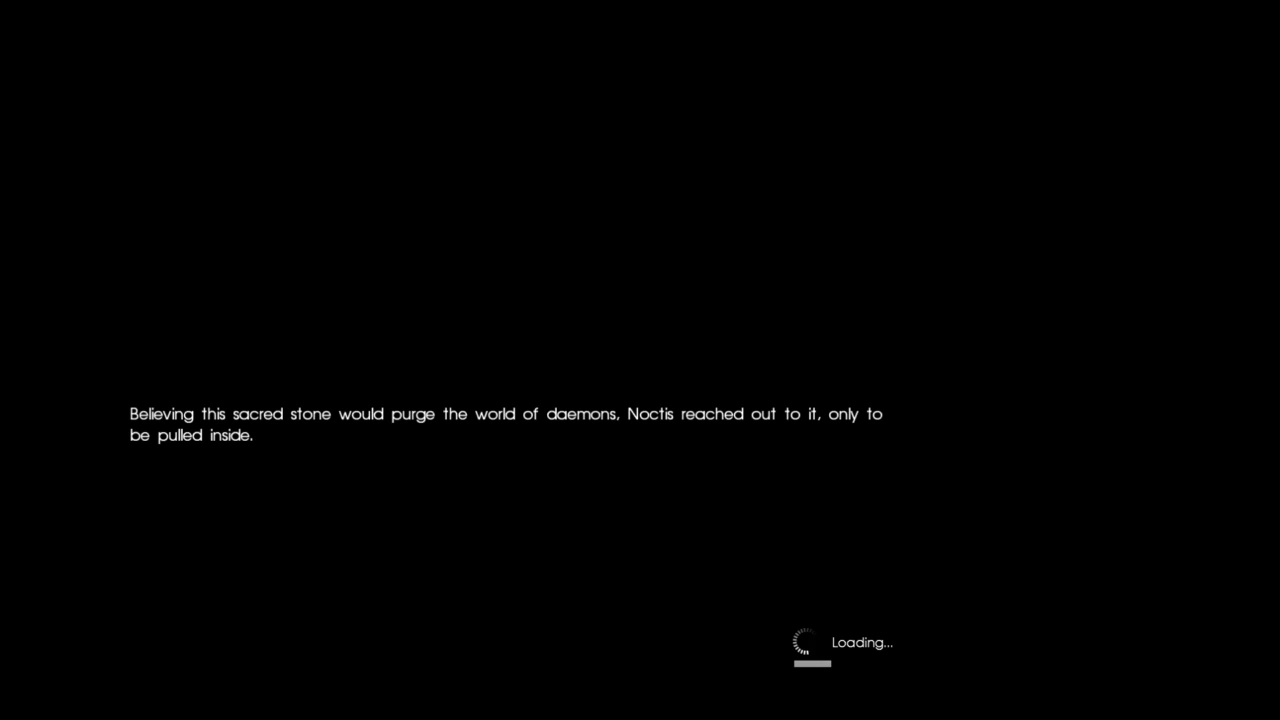 Believing this sacred stone would purge the world of daemons, Noctis reached out to it, only to
be pulled inside.
Loading...